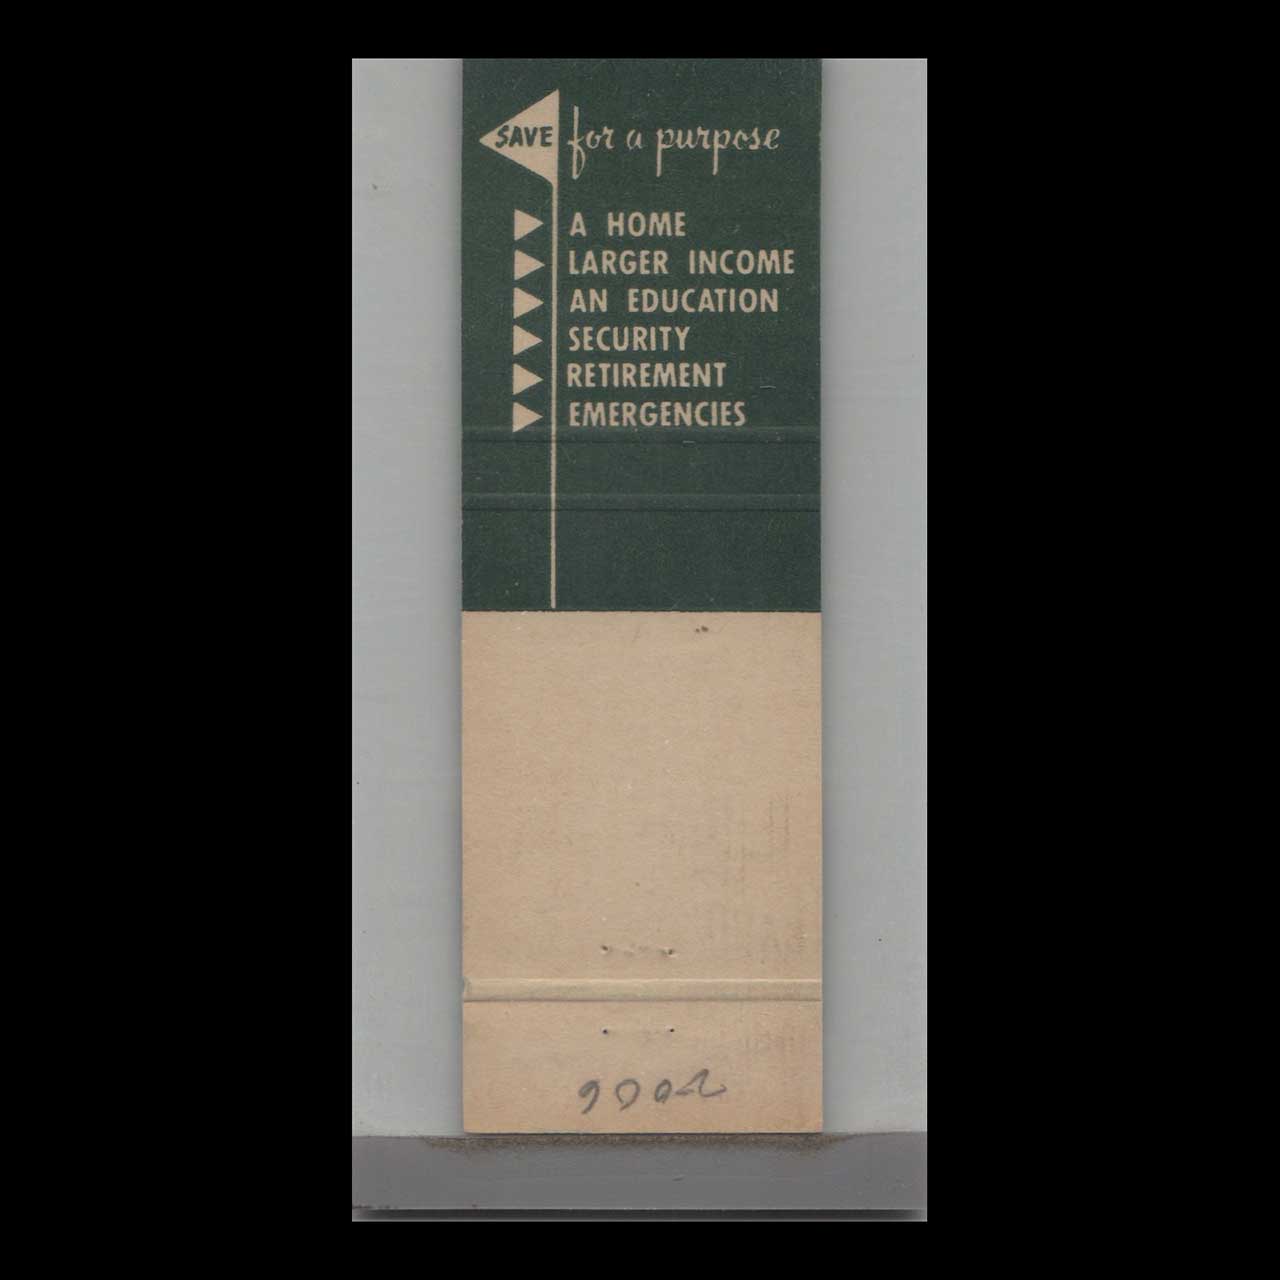 SAVE for a purpose
A HOME
LARGER INCOME
AN EDUCATION
SECURITY
RETIREMENT
EMERGENCIES